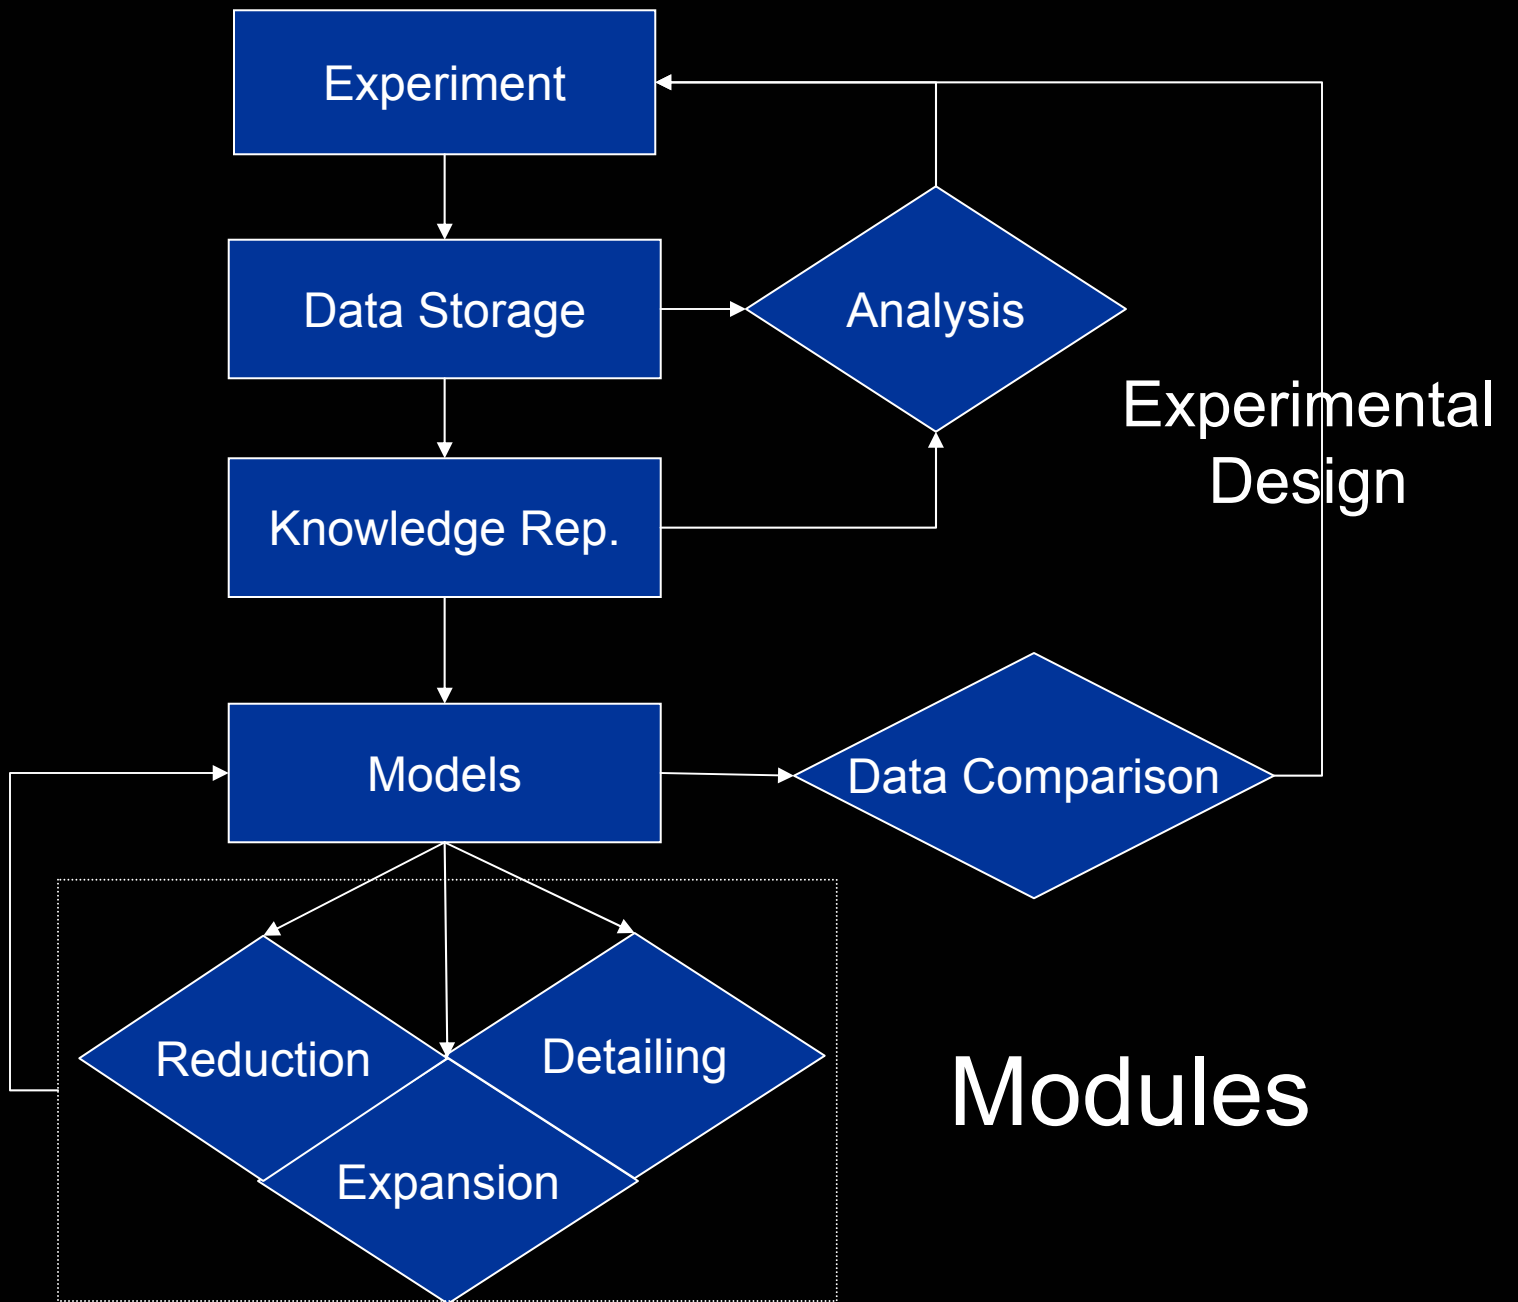 Experiment
Data Storage
Analysis
Experimental
Design
Knowledge Rep.
Models
Data Comparison
Reduction
Detailing
Expansion
Modules